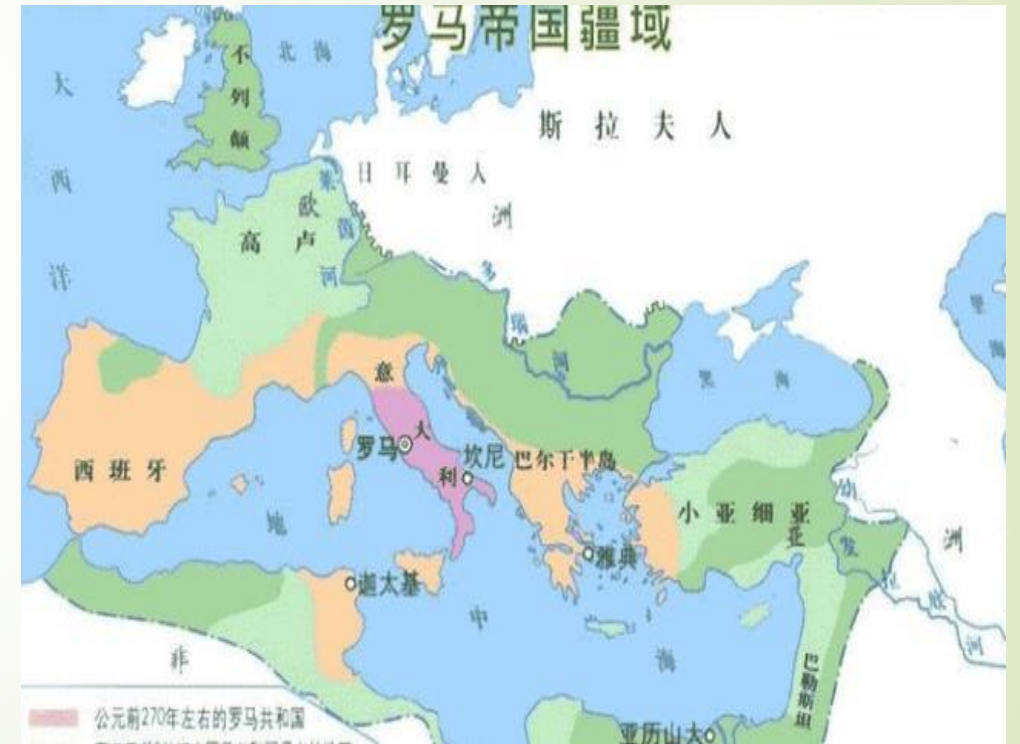 罗马帝国疆域
大西洋
北海
不列颠
斯拉夫人
日耳曼人
莱茵河
欧洲
高卢
多瑙河
里海
黑海
意大利
罗马
坎尼
巴尔干半岛
西班牙
小亚细亚
亚洲
地中海
雅典
迦太基
幼发拉底河
非
巴勒斯坦
亚历山大
公元前270年左右的罗马共和国